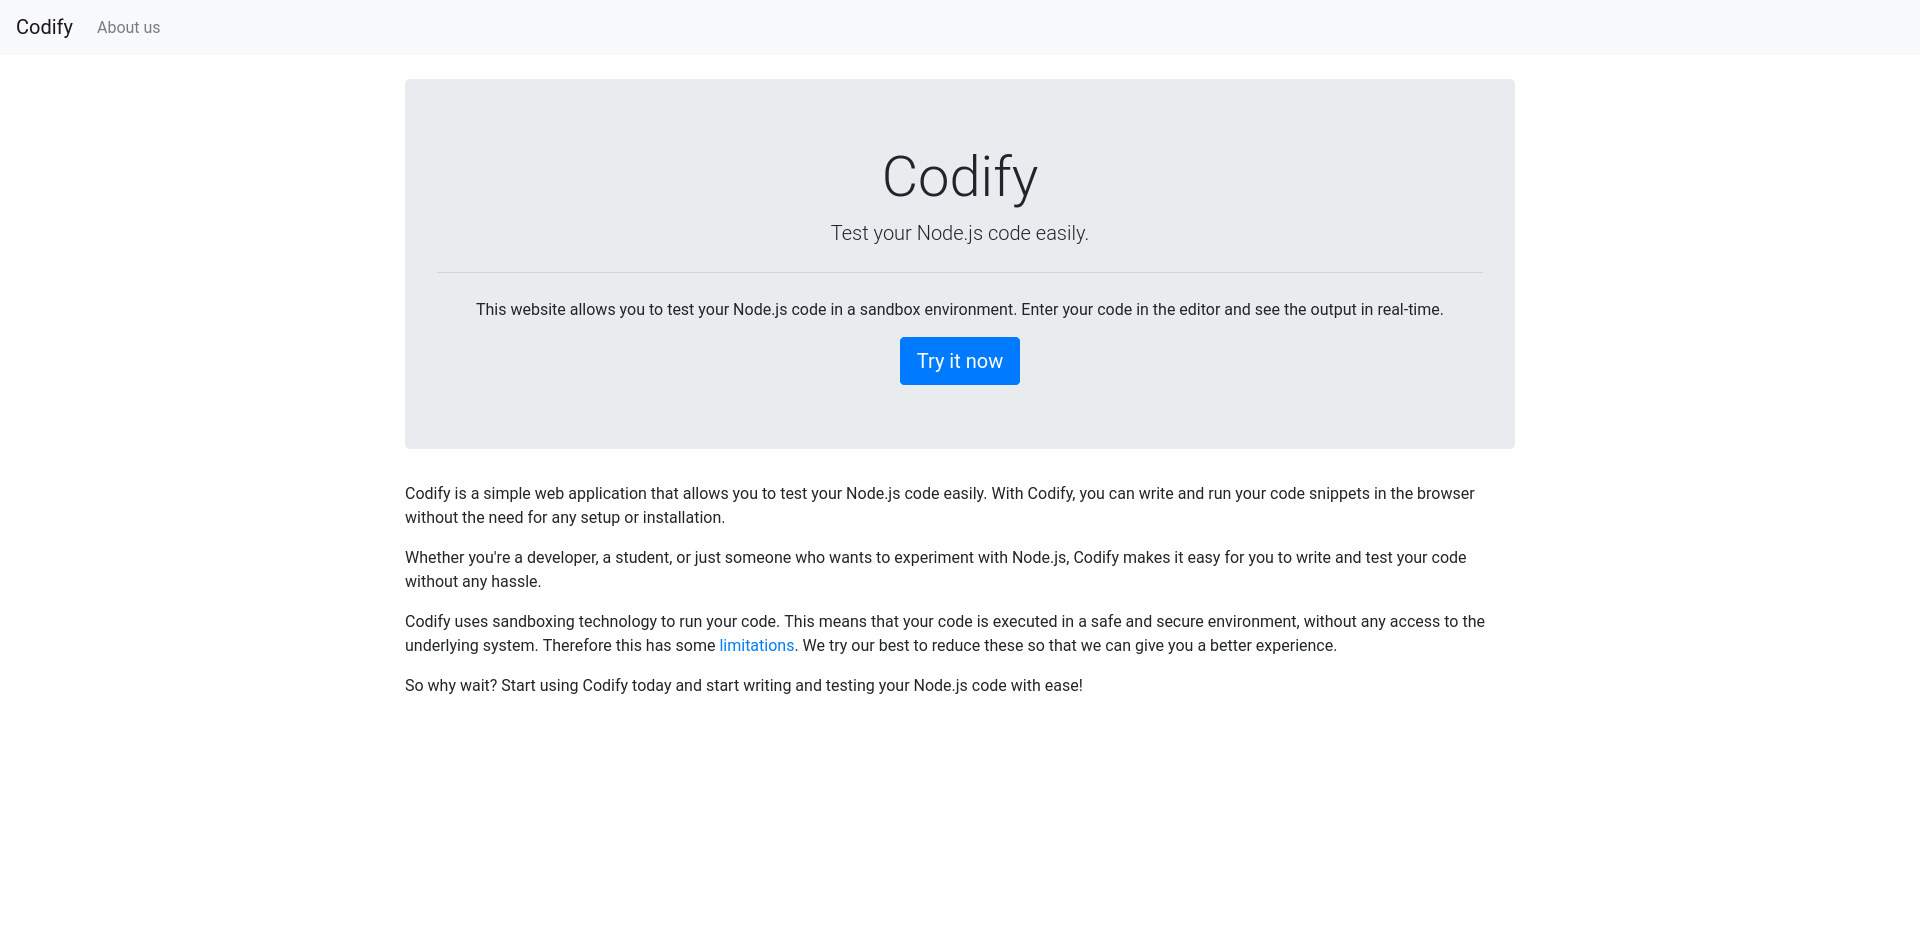 Codify About us
Codify
Test your Node.js code easily.
This website allows you to test your Node.js code in a sandbox environment. Enter your code in the editor and see the output in real-time.
Try it now
Codify is a simple web application that allows you to test your Node.js code easily. With Codify, you can write and run your code snippets in the browser
without the need for any setup or installation.
Whether you're a developer, a student, or just someone who wants to experiment with Node.js, Codify makes it easy for you to write and test your code
without any hassle.
Codify uses sandboxing technology to run your code. This means that your code is executed in a safe and secure environment, without any access to the
underlying system. Therefore this has some limitations. We try our best to reduce these so that we can give you a better experience.
So why wait? Start using Codify today and start writing and testing your Node.js code with ease!